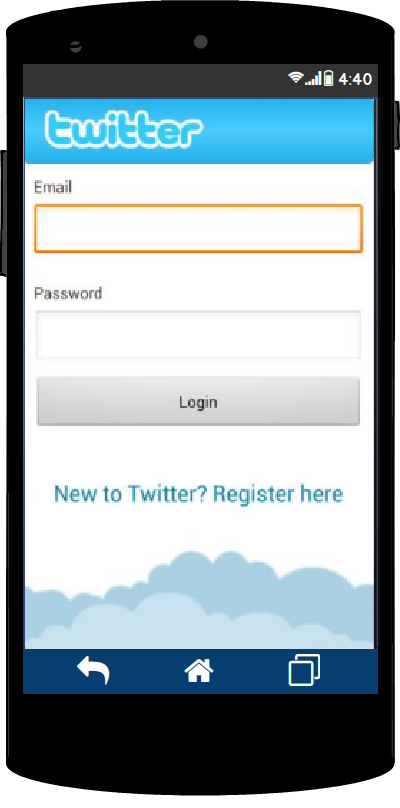 4:40
twitter
Email
Password
Login
New to Twitter? Register here